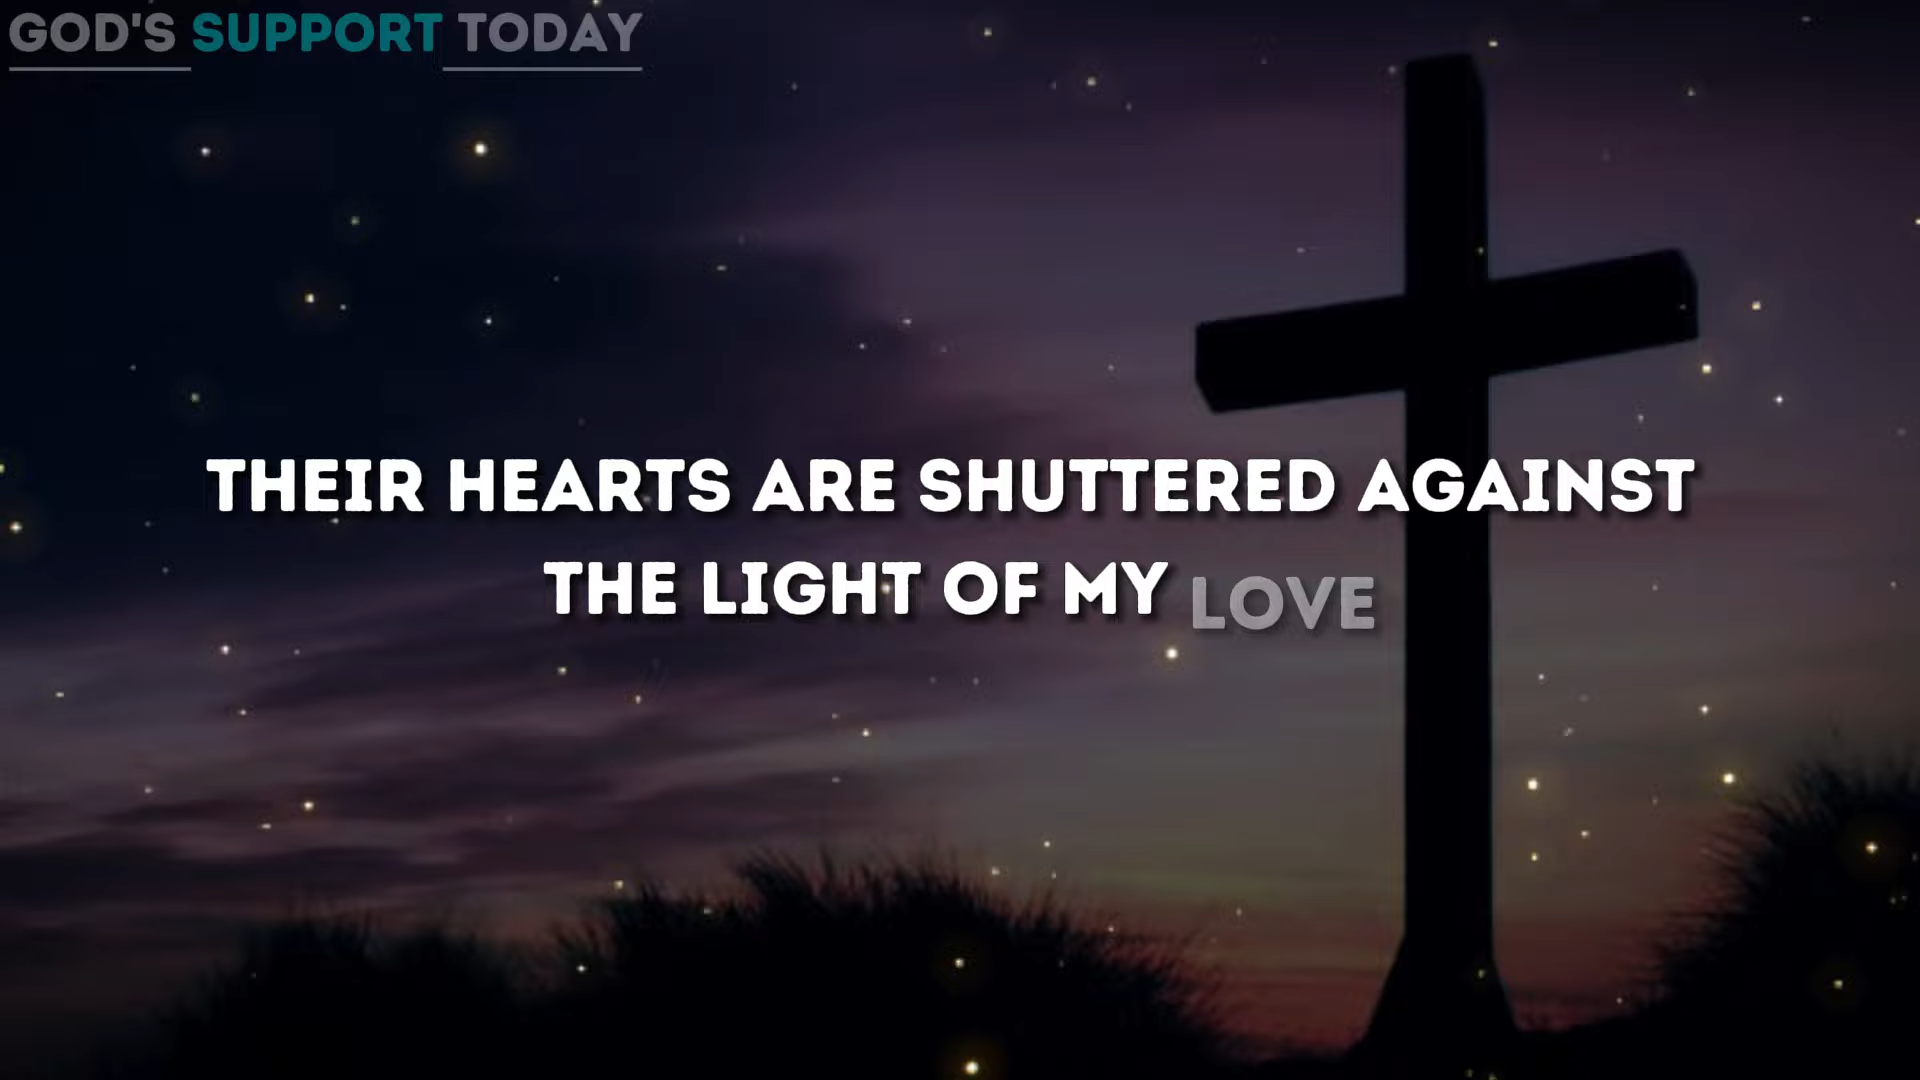 GOD'S SUPPORT TODAY
THEIR HEARTS ARE SHUTTERED AGAINST
THE LIGHT OF MY LOVE